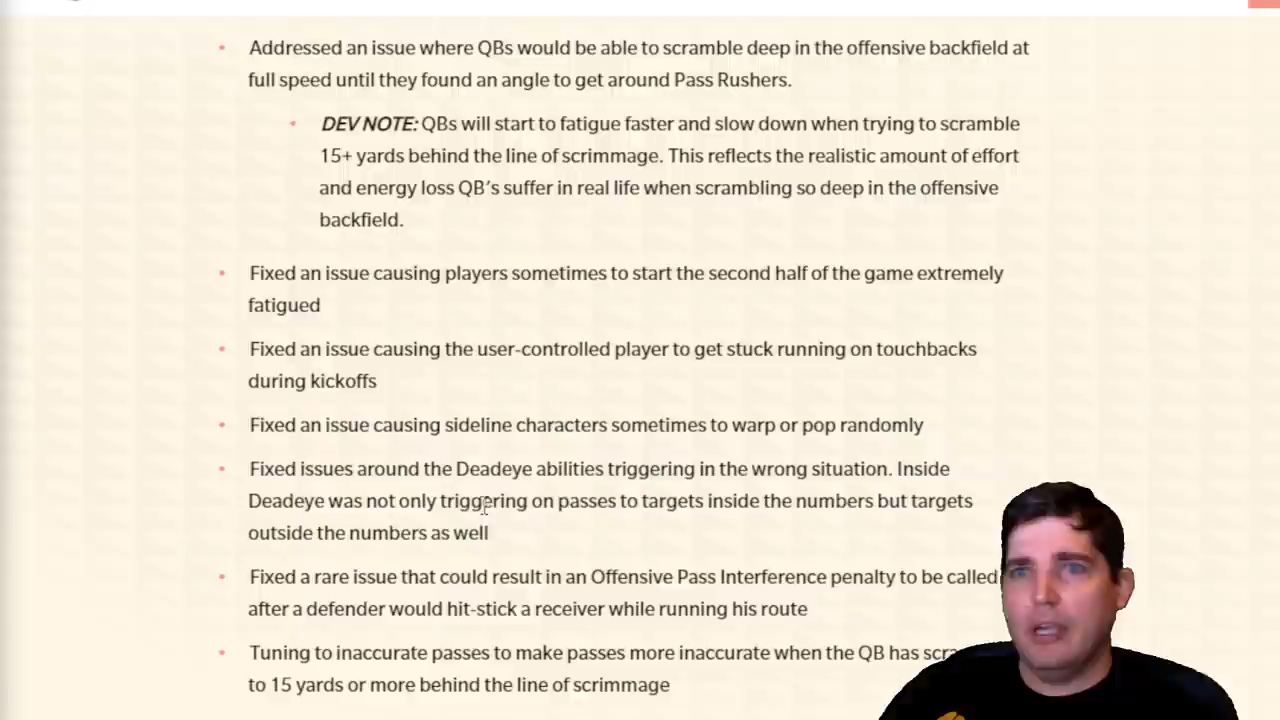 Addressed an issue where QBs would be able to scramble deep in the offensive backfield at
full speed until they found an angle to get around Pass Rushers.
DEV NOTE: QBs will start to fatigue faster and slow down when trying to scramble
15+ yards behind the line of scrimmage. This reflects the realistic amount of effort
and energy loss QB's suffer in real life when scrambling so deep in the offensive
backfield.
Fixed an issue causing players sometimes to start the second half of the game extremely
fatigued
Fixed an issue causing the user-controlled player to get stuck running on touchbacks
during kickoffs
Fixed an issue causing sideline characters sometimes to warp or pop randomly
Fixed issues around the Deadeye abilities triggering in the wrong situation. Inside
Deadeye was not only triggering on passes to targets inside the numbers but targets
outside the numbers as well
Fixed a rare issue that could result in an Offensive Pass Interference penalty to be called
after a defender would hit-stick a receiver while running his route
Tuning to inaccurate passes to make passes more inaccurate when the QB has
to 15 yards or more behind the line of scrimmage